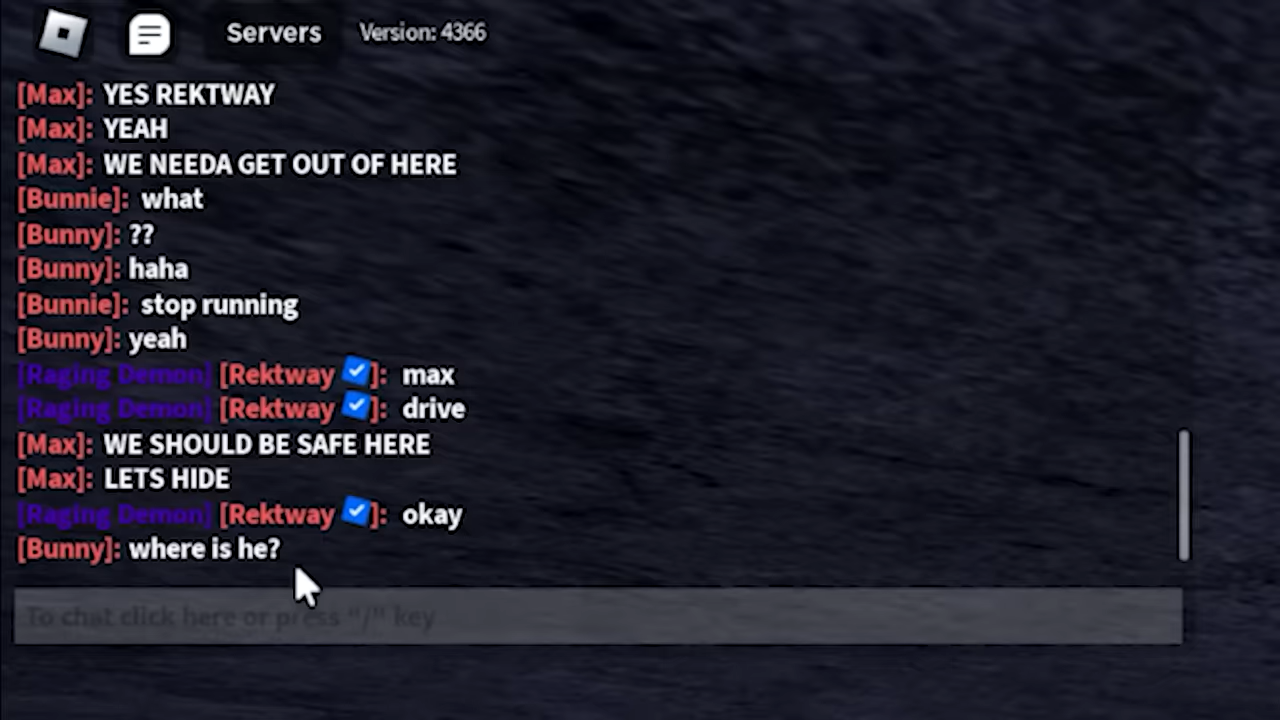 Servers Version: 4366
[Max]: YES REKTWAY
[Max]: YEAH
[Max]: WE NEEDA GET OUT OF HERE
[Bunnie]: what
[Bunny]: ??
[Bunny]: haha
[Bunnie]: stop running
[Bunny]: yeah
[Raging Demon] [Rektway ☑]: max
[Raging Demon] [Rektway ☑]: drive
[Max]: WE SHOULD BE SAFE HERE
[Max]: LETS HIDE
[Raging Demon] [Rektway ☑]: okay
[Bunny]: where is he?
To chat click here or press "/" key